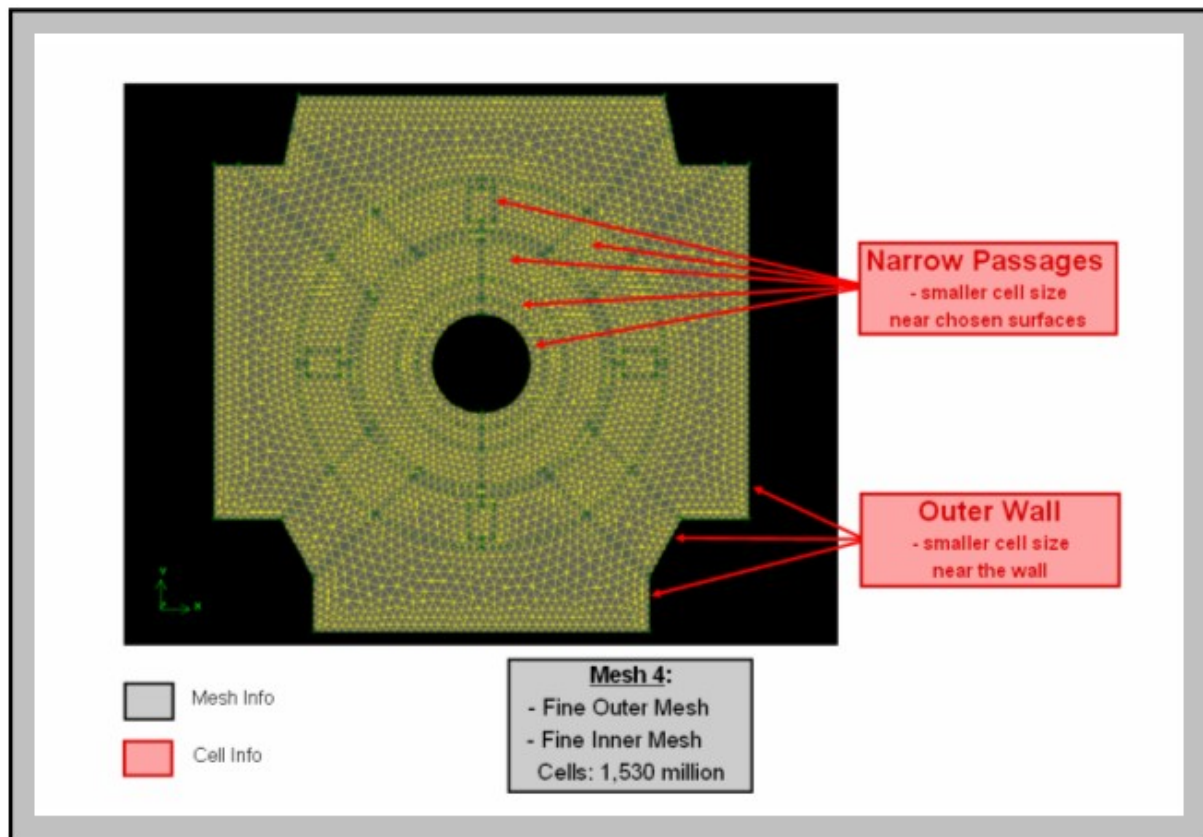 Narrow Passages
- smaller cell size
near chosen surfaces
Outer Wall
- smaller cell size
near the wall
Y
X
Mesh Info
Cell Info
Mesh 4:
- Fine Outer Mesh
- Fine Inner Mesh
Cells: 1,530 million